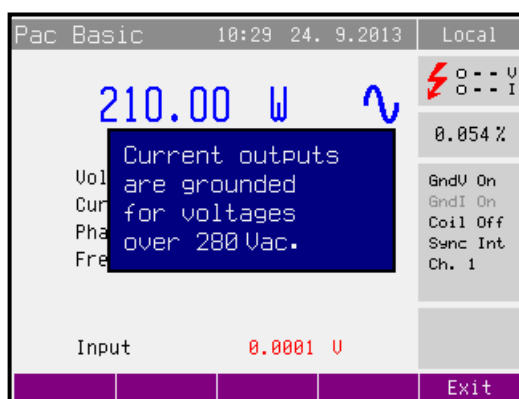 Pac Basic 10:29 24. 9.2013 Local
210.00 W
V
I
0.054 %
Current outputs
are grounded
for voltages
over 280 Vac.
Vol
Cur
Pha
Fre
GndV On
GndI On
Coil Off
Sync Int
Ch. 1
Input 0.0001 V
Exit